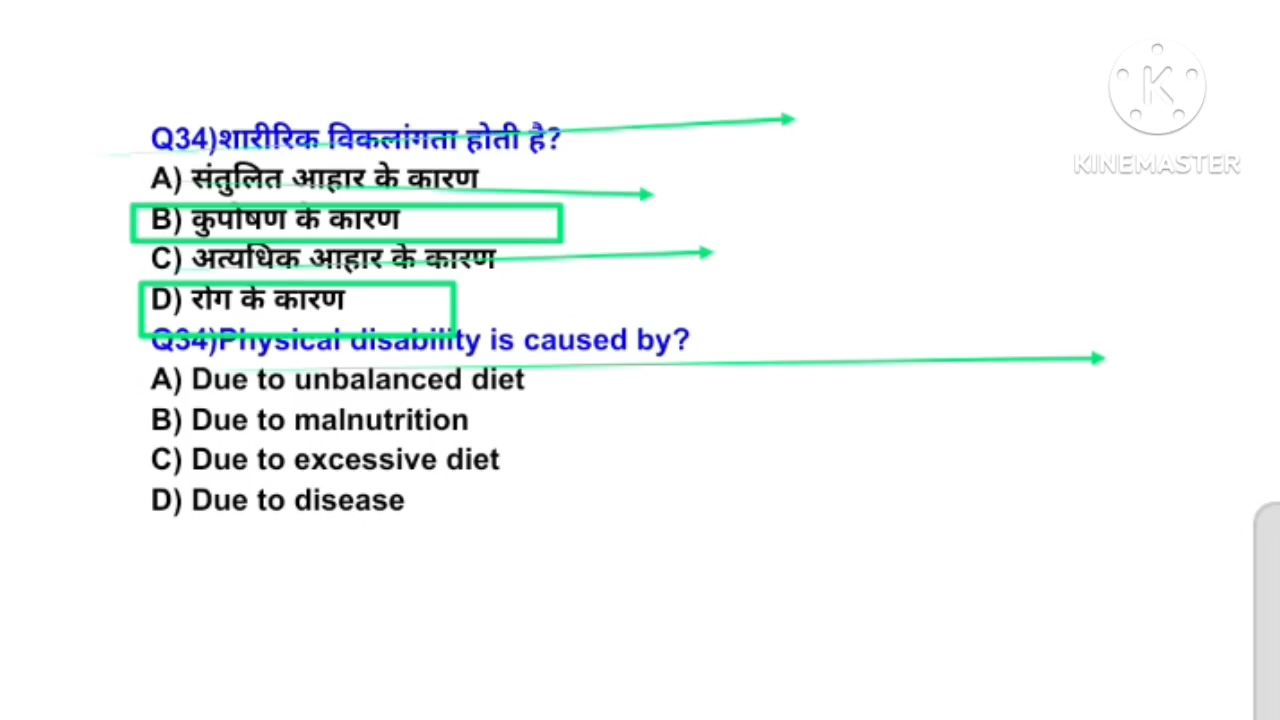 KINEMASTER
Q34)शारीरिक विकलांगता होती है?
A) संतुलित आहार के कारण
B) कुपोषण के कारण
C) अत्यधिक आहार के कारण
D) रोग के कारण
Q34)Physical disability is caused by?
A) Due to unbalanced diet
B) Due to malnutrition
C) Due to excessive diet
D) Due to disease